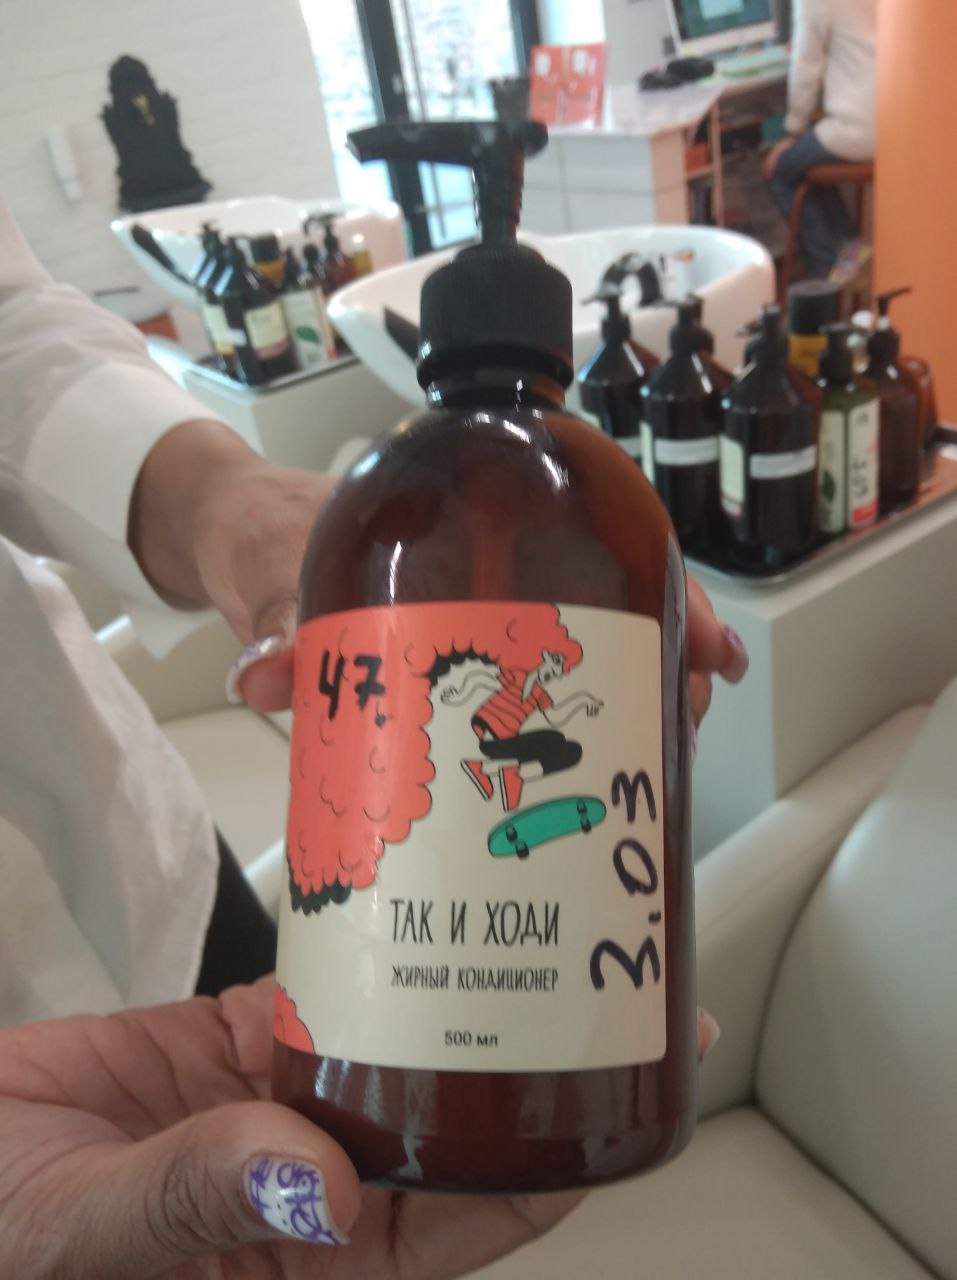 47.
ТАК И ХОДИ
ЖИРНЫЙ КОНДИЦИОНЕР
500 мл
3.03